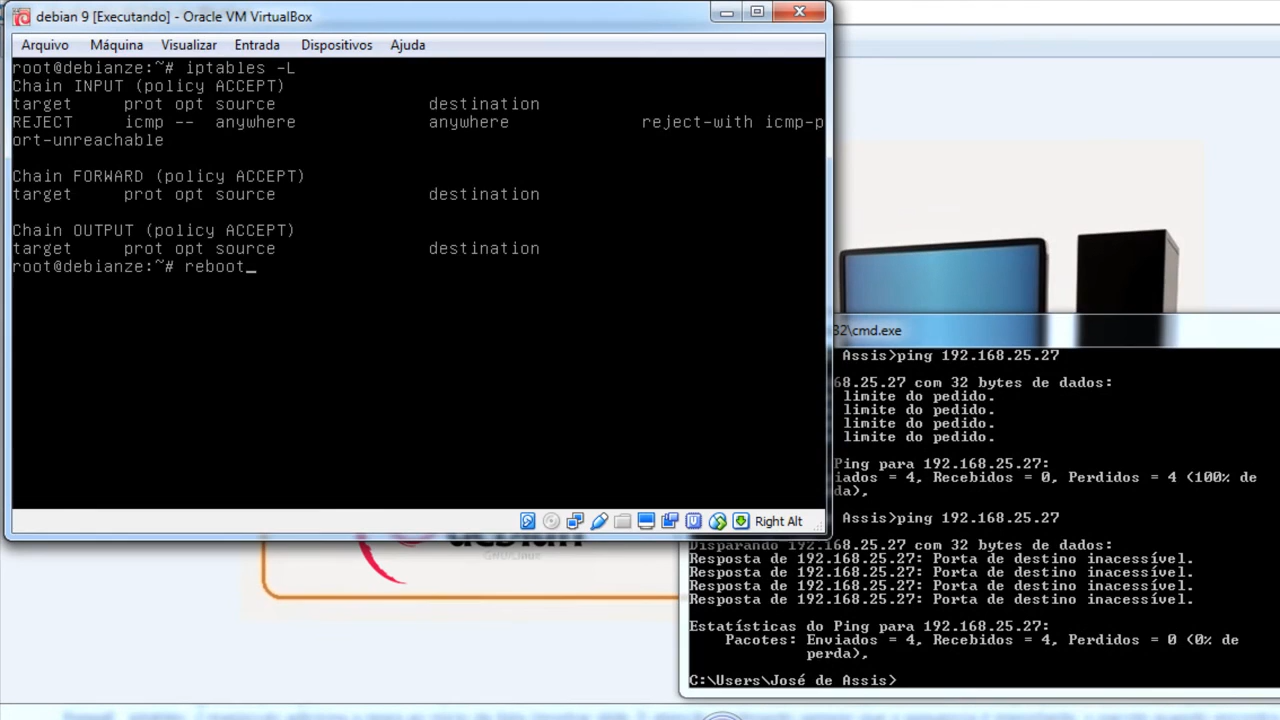 debian 9 [Executando] - Oracle VM VirtualBox
Arquivo Máquina Visualizar Entrada Dispositivos Ajuda
root@debianze:~# iptables -L
Chain INPUT (policy ACCEPT)
target prot opt source destination
REJECT icmp -- anywhere anywhere reject-with icmp-p
ort-unreachable
Chain FORWARD (policy ACCEPT)
target prot opt source destination
Chain OUTPUT (policy ACCEPT)
target prot opt source destination
root@debianze:~# reboot_
Right Alt
32\cmd.exe
Assis>ping 192.168.25.27
68.25.27 com 32 bytes de dados:
limite do pedido.
limite do pedido.
limite do pedido.
limite do pedido.
Ping para 192.168.25.27:
iados = 4, Recebidos = 0, Perdidos = 4 (100% de
da),
Assis>ping 192.168.25.27
Disparando 192.168.25.27 com 32 bytes de dados:
Resposta de 192.168.25.27: Porta de destino inacessível.
Resposta de 192.168.25.27: Porta de destino inacessível.
Resposta de 192.168.25.27: Porta de destino inacessível.
Resposta de 192.168.25.27: Porta de destino inacessível.
Estatísticas do Ping para 192.168.25.27:
Pacotes: Enviados = 4, Recebidos = 4, Perdidos = 0 (0% de
perda),
C:\Users\José de Assis>
debian
GNU/Linux